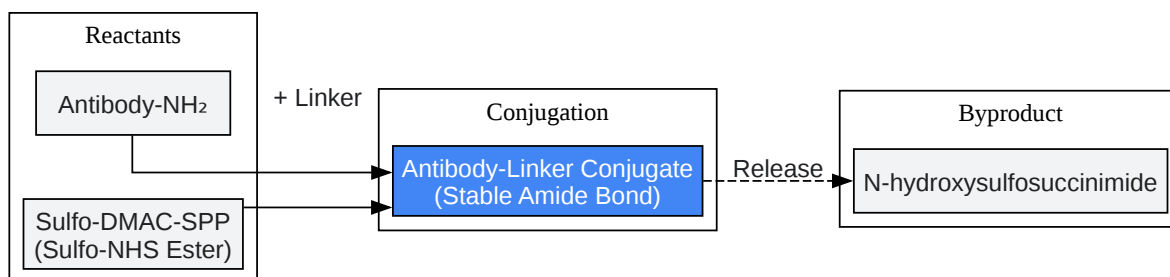 Reactants
Antibody-NH₂
Sulfo-DMAC-SPP
(Sulfo-NHS Ester)
+ Linker
Conjugation
Antibody-Linker Conjugate
(Stable Amide Bond)
Release
Byproduct
N-hydroxysulfosuccinimide